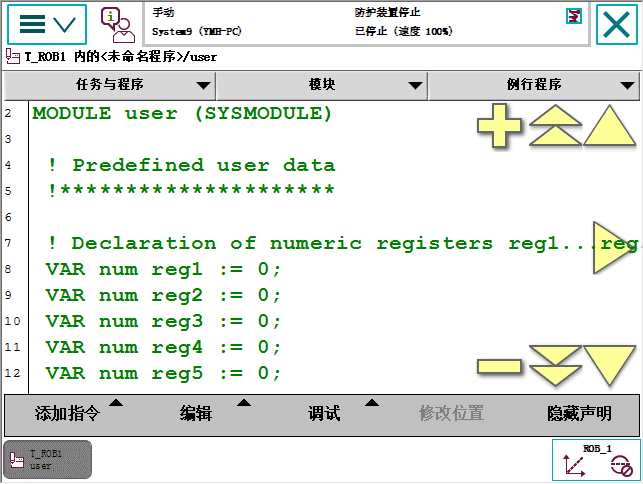 手动
防护装置停止
System9 (YMH-PC)
已停止 (速度 100%)
T_ROB1 内的<未命名程序>/user
任务与程序
模块
例行程序
2 MODULE user (SYSMODULE)
3
4 ! Predefined user data
5 !*********************
6
7 ! Declaration of numeric registers reg1...reg
8 VAR num reg1 := 0;
9 VAR num reg2 := 0;
10 VAR num reg3 := 0;
11 VAR num reg4 := 0;
12 VAR num reg5 := 0;
添加指令
编辑
调试
修改位置
隐藏声明
T_ROB1
user
ROB_1